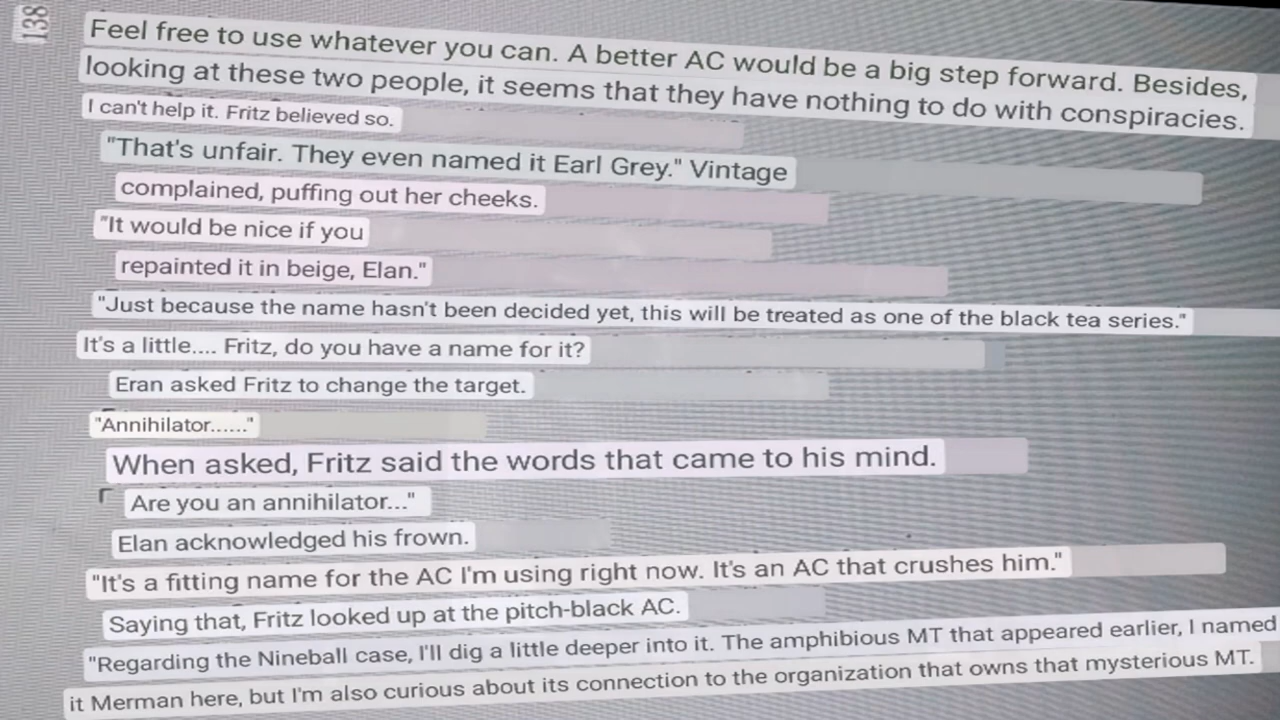 138
Feel free to use whatever you can. A better AC would be a big step forward. Besides,
looking at these two people, it seems that they have nothing to do with conspiracies.
I can't help it. Fritz believed so.
"That's unfair. They even named it Earl Grey." Vintage
complained, puffing out her cheeks.
"It would be nice if you
repainted it in beige, Elan."
"Just because the name hasn't been decided yet, this will be treated as one of the black tea series."
It's a little.... Fritz, do you have a name for it?
Eran asked Fritz to change the target.
"Annihilator......"
When asked, Fritz said the words that came to his mind.
「 Are you an annihilator..."
Elan acknowledged his frown.
"It's a fitting name for the AC I'm using right now. It's an AC that crushes him."
Saying that, Fritz looked up at the pitch-black AC.
"Regarding the Nineball case, I'll dig a little deeper into it. The amphibious MT that appeared earlier, I named
it Merman here, but I'm also curious about its connection to the organization that owns that mysterious MT.